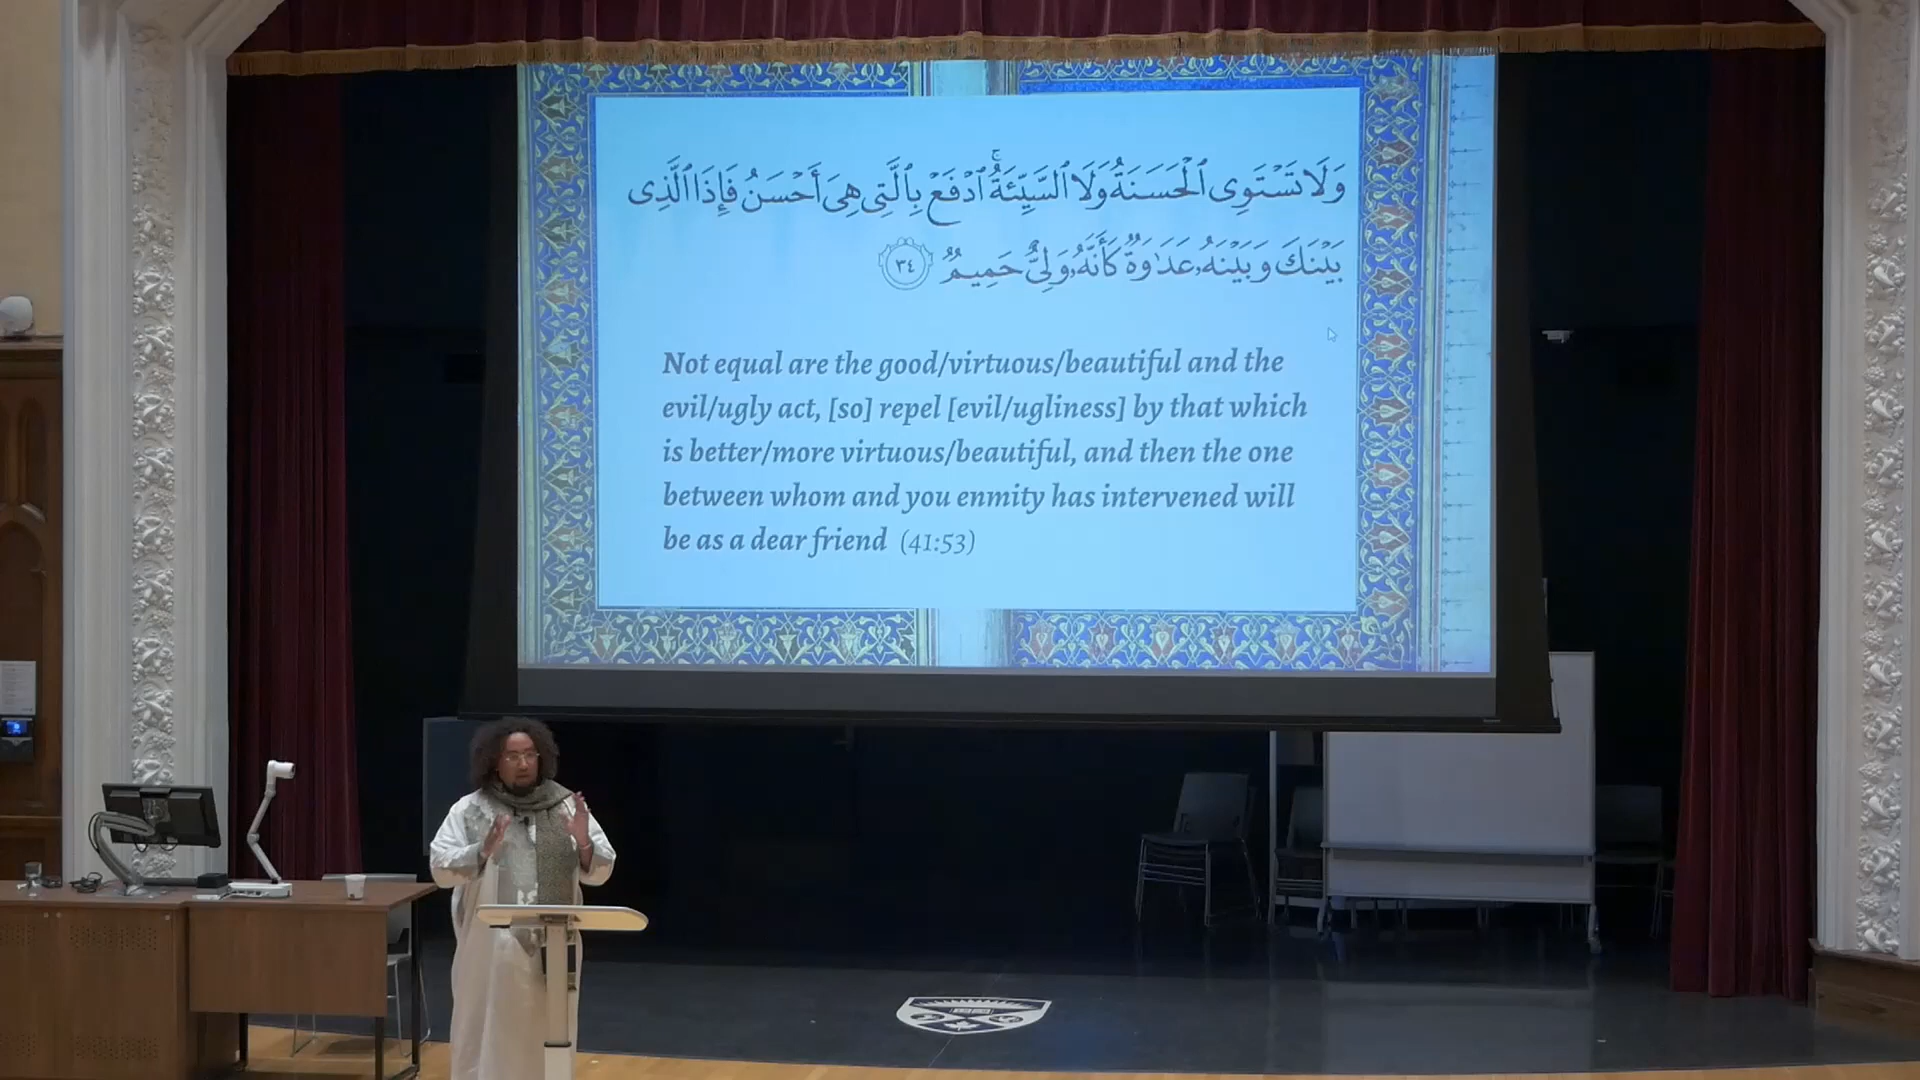 وَلَا تَسْتَوِى ٱلْحَسَنَةُ وَلَا ٱلسَّيِّئَةُ ۚ ٱدْفَعْ بِٱلَّتِى هِىَ أَحْسَنُ فَإِذَا ٱلَّذِى
بَيْنَكَ وَبَيْنَهُۥ عَدَٰوَةٌ كَأَنَّهُۥ وَلِىٌّ حَمِيمٌ ٣٤
Not equal are the good/virtuous/beautiful and the
evil/ugly act, [so] repel [evil/ugliness] by that which
is better/more virtuous/beautiful, and then the one
between whom and you enmity has intervened will
be as a dear friend (41:53)